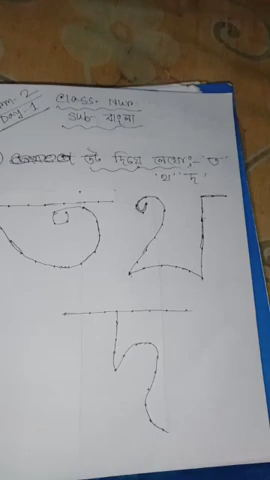 Day-1
Class: Nur
Sub বাংলা
ডট দিয়ে লেখো:- 'ত'
'থ' 'দ'
ত থ
দ